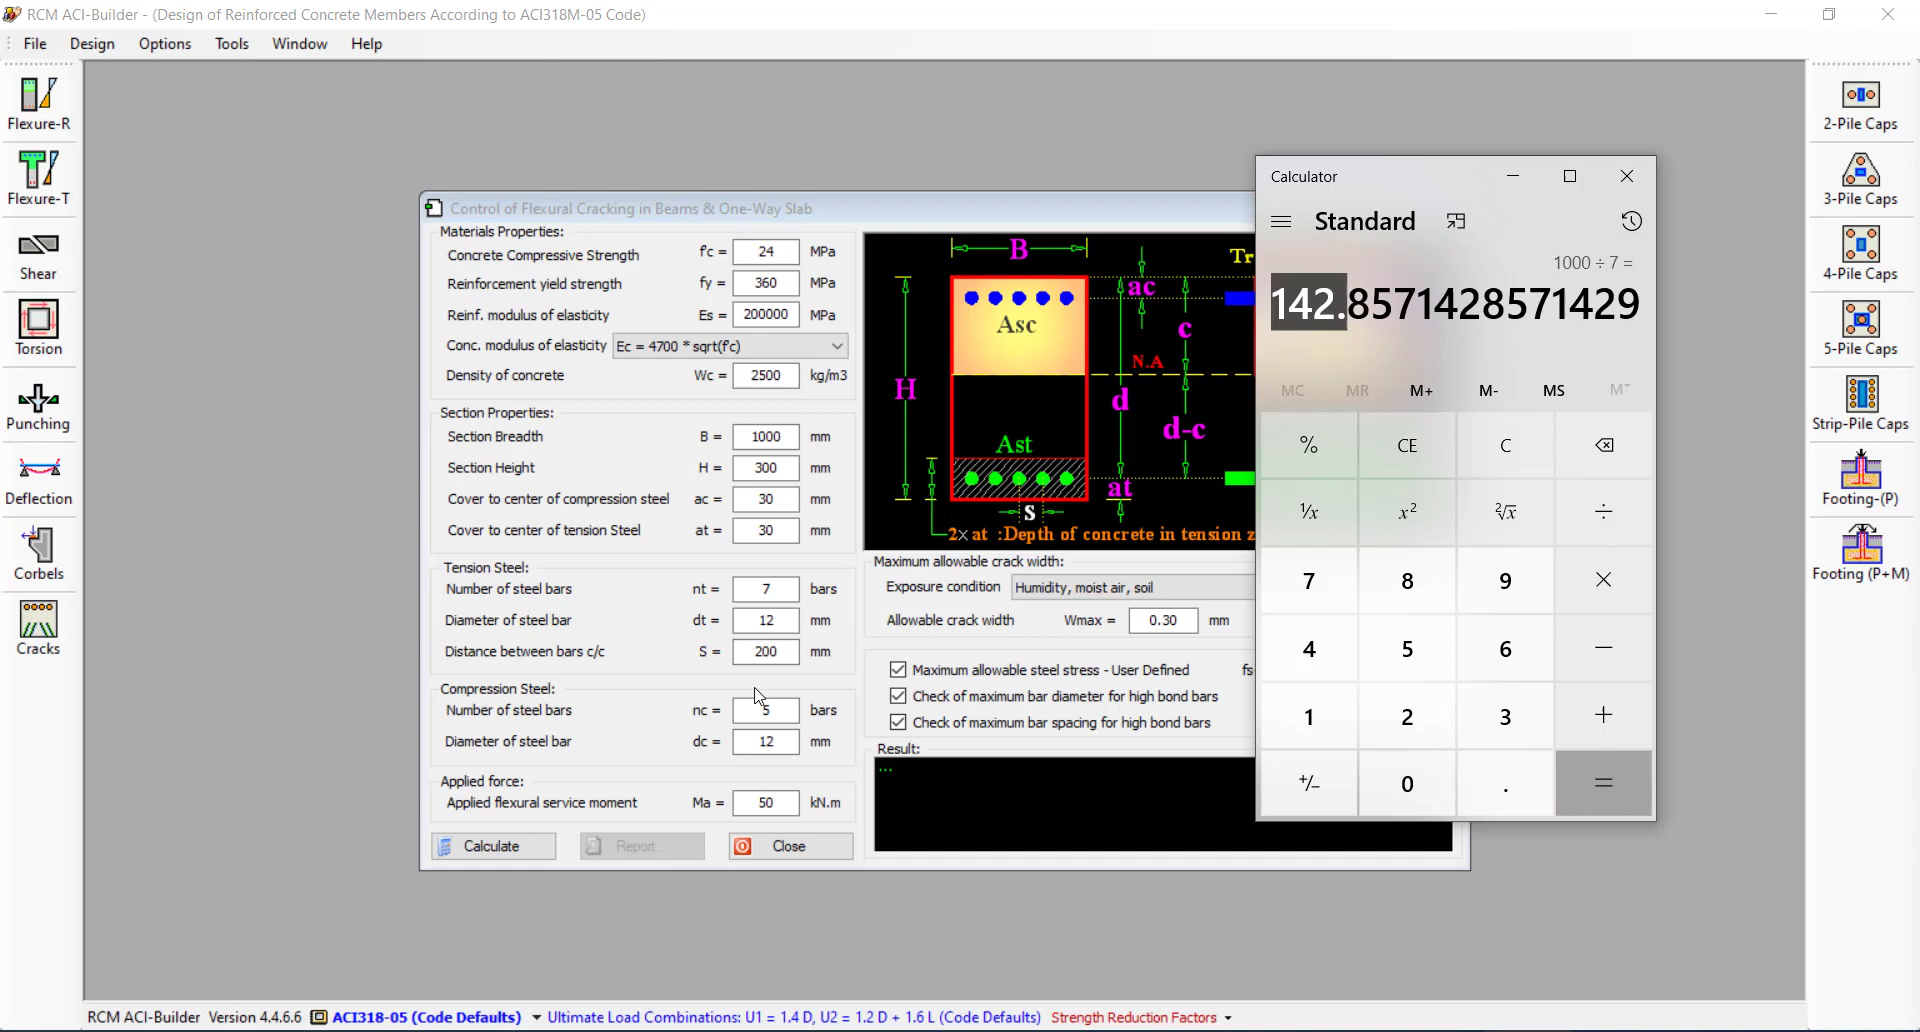 RCM ACI-Builder - (Design of Reinforced Concrete Members According to ACI318M-05 Code)
File Design Options Tools Window Help
Flexure-R
Flexure-T
Shear
Torsion
Punching
Deflection
Corbels
Cracks
Control of Flexural Cracking in Beams & One-Way Slab
Materials Properties:
Concrete Compressive Strength f'c = 24 MPa
Reinforcement yield strength fy = 360 MPa
Reinf. modulus of elasticity Es = 200000 MPa
Conc. modulus of elasticity Ec = 4700 * sqrt(f'c)
Density of concrete Wc = 2500 kg/m3
Section Properties:
Section Breadth B = 1000 mm
Section Height H = 300 mm
Cover to center of compression steel ac = 30 mm
Cover to center of tension Steel at = 30 mm
Tension Steel:
Number of steel bars nt = 7 bars
Diameter of steel bar dt = 12 mm
Distance between bars c/c S = 200 mm
Compression Steel:
Number of steel bars nc = 5 bars
Diameter of steel bar dc = 12 mm
Applied force:
Applied flexural service moment Ma = 50 kN.m
Calculate Report... Close
B
Tr
ac
Asc
c
N.A
H
d
d-c
Ast
at
s
2x at :Depth of concrete in tension z
Maximum allowable crack width:
Exposure condition Humidity, moist air, soil
Allowable crack width Wmax = 0.30 mm
Maximum allowable steel stress - User Defined fs
Check of maximum bar diameter for high bond bars
Check of maximum bar spacing for high bond bars
Result:
...
Calculator
Standard
1000 ÷ 7 =
142.8571428571429
MC MR M+ M- MS M˅
% CE C
1/x x² ²√x ÷
7 8 9 ×
4 5 6 −
1 2 3 +
+/− 0 . =
2-Pile Caps
3-Pile Caps
4-Pile Caps
5-Pile Caps
Strip-Pile Caps
Footing-(P)
Footing (P+M)
RCM ACI-Builder Version 4.4.6.6 ACI318-05 (Code Defaults) Ultimate Load Combinations: U1 = 1.4 D, U2 = 1.2 D + 1.6 L (Code Defaults) Strength Reduction Factors